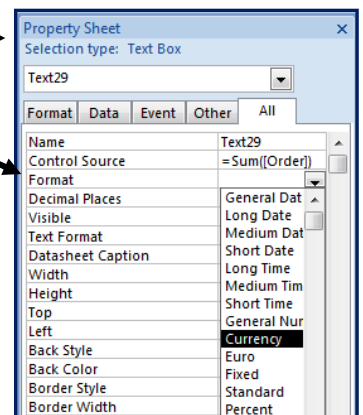 Property Sheet
Selection type: Text Box
Text29
Format Data Event Other All
Name Text29
Control Source =Sum([Order])
Format
Decimal Places General Dat
Visible Long Date
Text Format Medium Dat
Datasheet Caption Short Date
Width Long Time
Height Medium Tim
Top Short Time
Left General Nur
Back Style Currency
Back Color Euro
Border Style Fixed
Border Width Standard
Percent